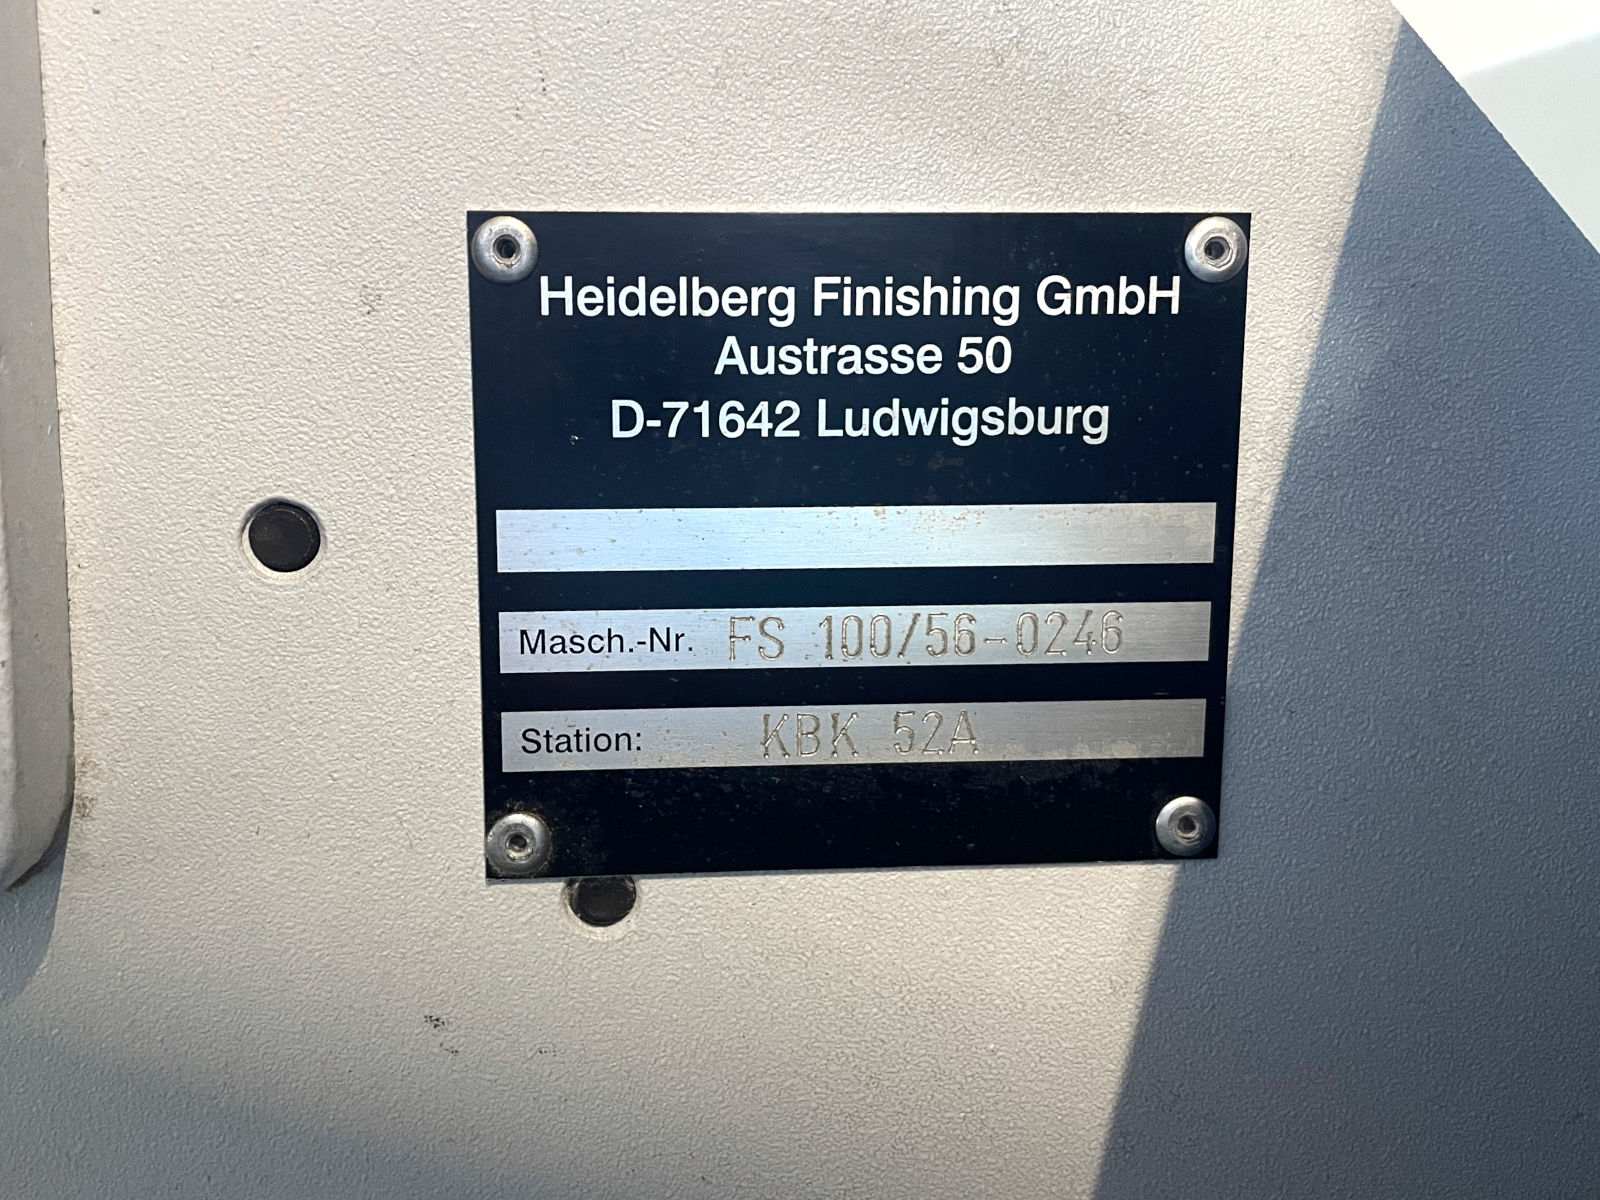 Heidelberg Finishing GmbH
Austrasse 50
D-71642 Ludwigsburg
Masch.-Nr. FS 100/56-0246
Station: KBK 52A